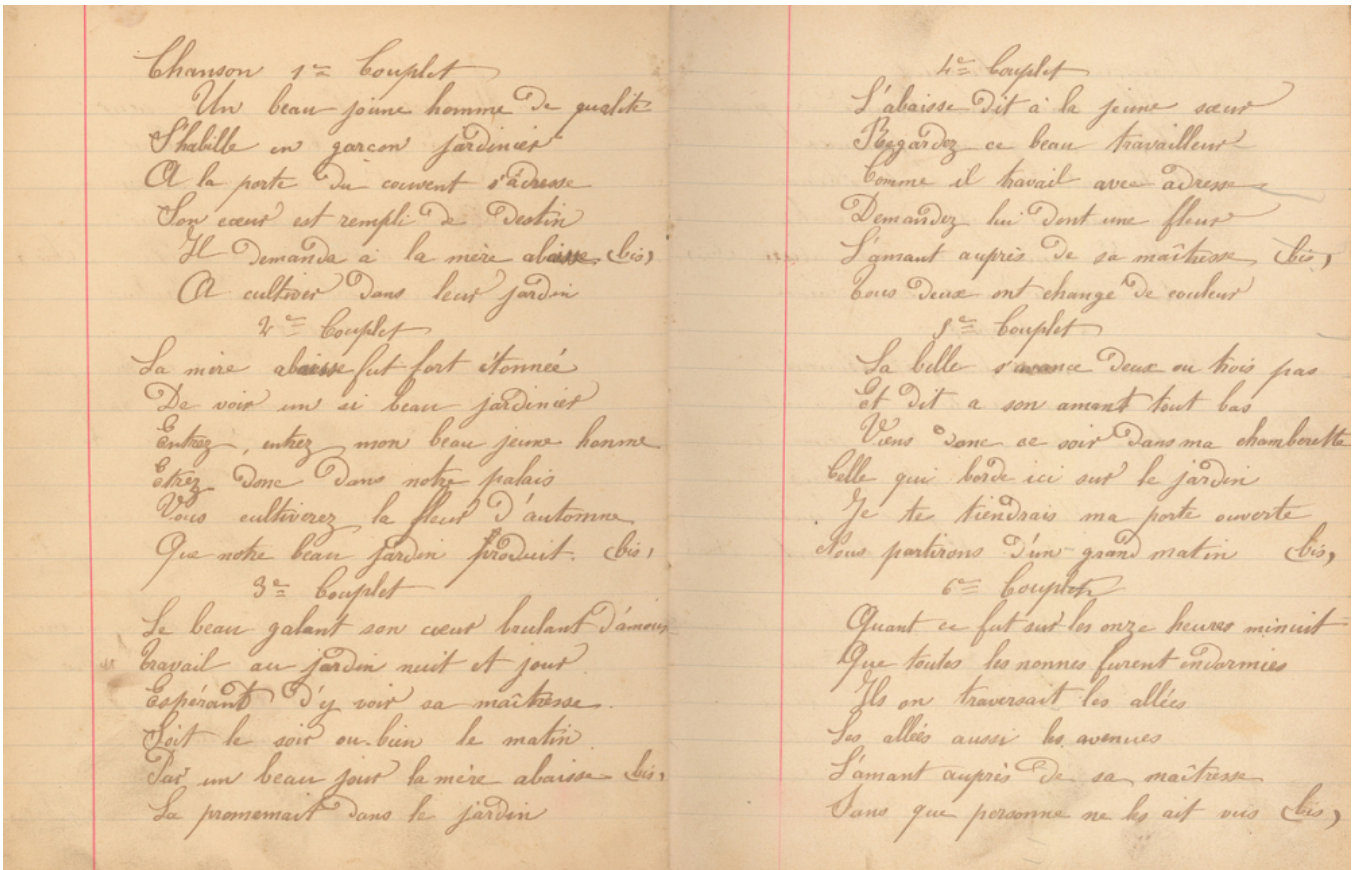 Chanson 1er Couplet
Un beau jeune homme de qualité
S'habille en garcon jardinier
A la porte du couvent s'adresse
Son cœur est rempli de destin
Il demanda à la mère abaisse (bis)
A cultiver dans leur jardin
2e Couplet
La mère abaisse fut fort étonnée
De voir un si beau jardinier
Entrez, entrez mon beau jeune homme
Etrez donc dans notre palais
Vous cultiverez la fleur d'automne
Que notre beau jardin produit. (bis)
3e Couplet
Le beau galant son cœur brulant d'amour
Travail au jardin nuit et jour
Espérant d'y voir sa maîtresse
Soit le soir ou bien le matin
Par un beau jour la mère abaisse (bis)
La promenait dans le jardin
4e Couplet
L'abaisse dit à la jeune sœur
Regardez ce beau travailleur
Comme il travail avec adresse
Demandez lui dont une fleur
L'amant auprès de sa maîtresse (bis)
Tous deux ont change de couleur
5e Couplet
La belle s'avance deux ou trois pas
Et dit a son amant tout bas
Viens donc ce soir dans ma chamberette
Celle qui borde ici sur le jardin
Je te tiendrais ma porte ouverte
Nous partirons d'un grand matin (bis)
6e Couplet
Quant ce fut sur les onze heures minuit
Que toutes les nonnes furent endormies
Ils on traversait les allées
Les allées aussi les avenues
L'amant auprès de sa maîtresse
Sans que personne ne les ait vus (bis)